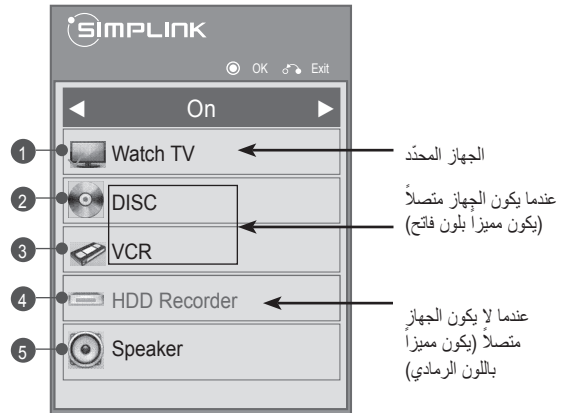 SIMPLINK
OK Exit
On
1 Watch TV
الجهاز المحدّد
2 DISC
عندما يكون الجهاز متصلاً
(يكون مميزاً بلون فاتح)
3 VCR
4 HDD Recorder
عندما لا يكون الجهاز
متصلاً (يكون مميزاً
باللون الرمادي)
5 Speaker